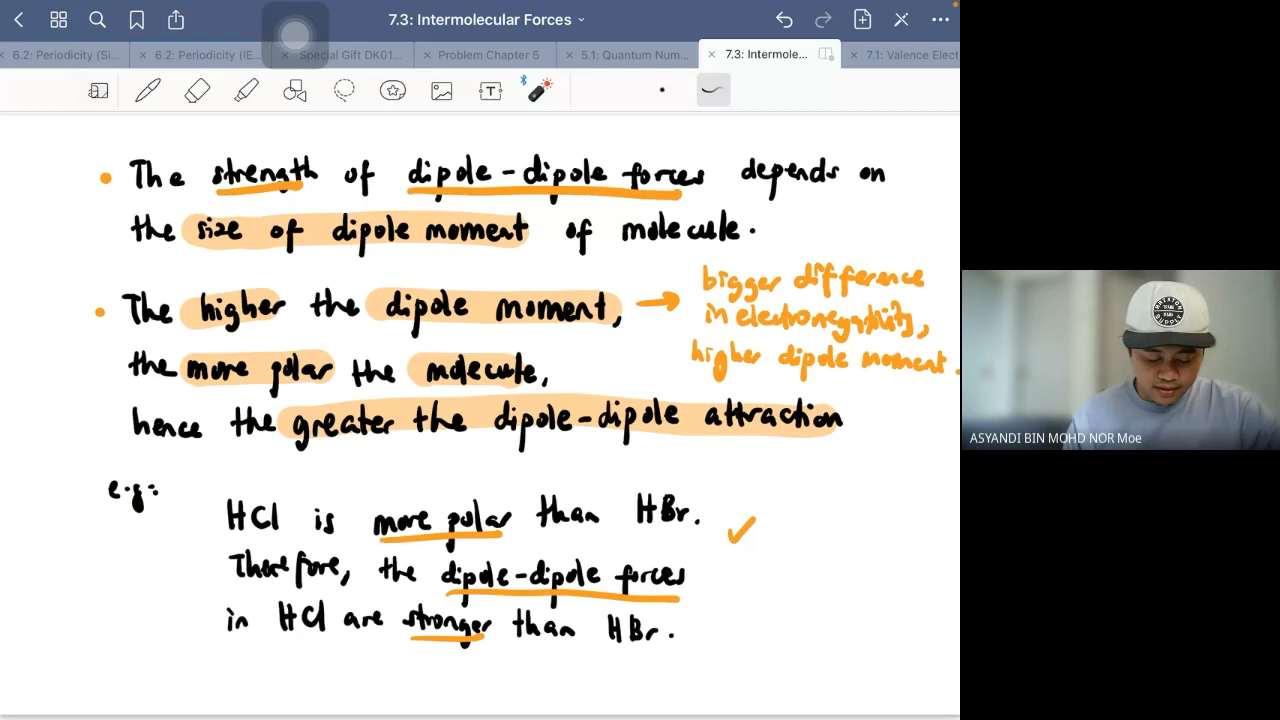 7.3: Intermolecular Forces
6.2: Periodicity (Si...
6.2: Periodicity (IE...
Special Gift DK01...
Problem Chapter 5
5.1: Quantum Num...
7.3: Intermole...
7.1: Valence Elect
• The strength of dipole-dipole forces depends on
the size of dipole moment of molecule.
• The higher the dipole moment,
the more polar the molecule,
hence the greater the dipole-dipole attraction
bigger difference
in electronegativity,
higher dipole moment.
e.g:
HCl is more polar than HBr.
Therefore, the dipole-dipole forces
in HCl are stronger than HBr.
ASYANDI BIN MOHD NOR Moe